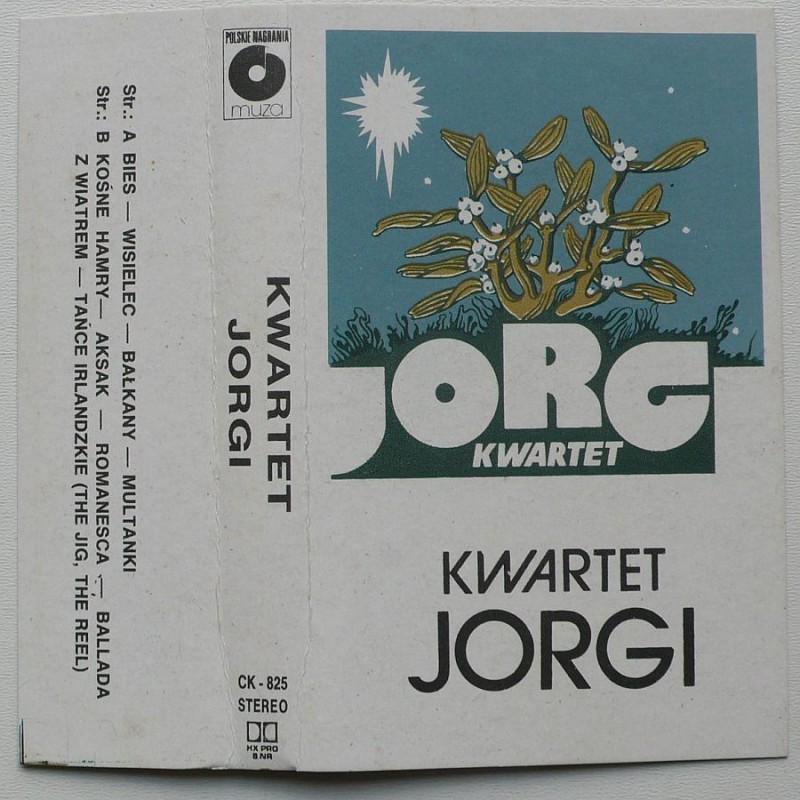 Str.: A BIES — WISIELEC — BAŁKANY — MULTANKI
Str.: B KOŚNE HAMRY — AKSAK — ROMANESCA —, BALLADA
Z WIATREM — TAŃCE IRLANDZKIE (THE JIG, THE REEL)
POLSKIE NAGRANIA
muza
KWARTET
JORGI
CK - 825
STEREO
HX PRO
B NR
JORG
KWARTET
KWARTET
JORGI